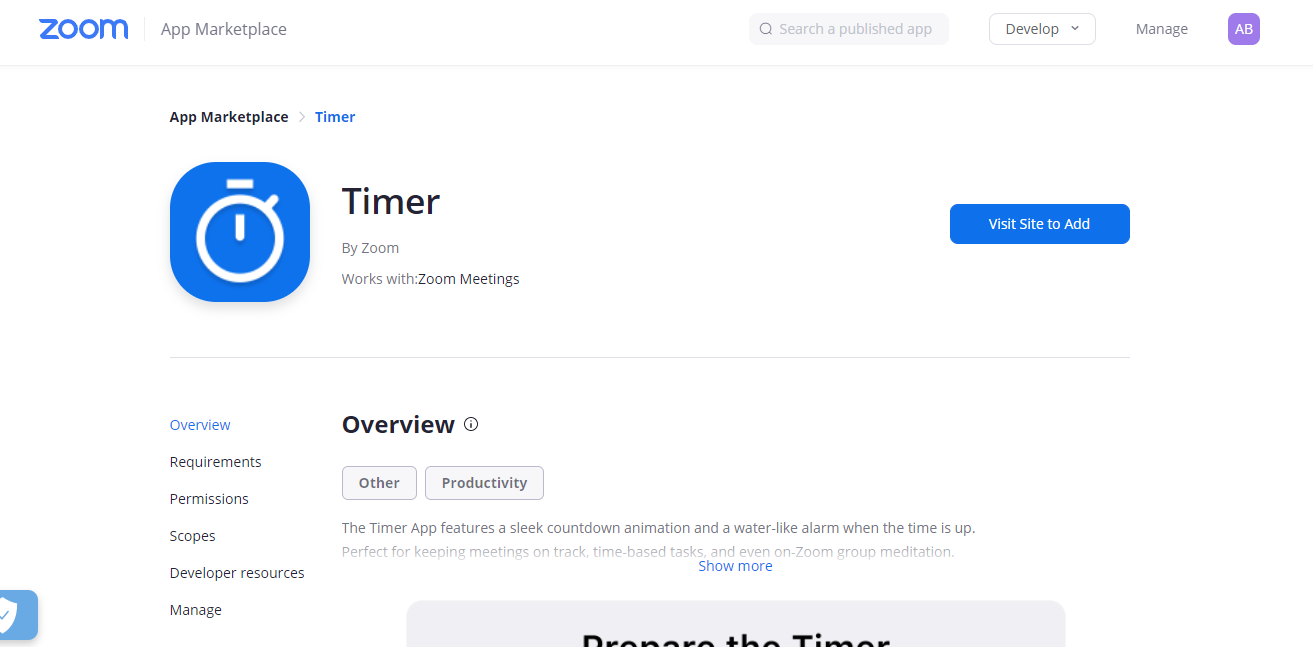 zoom App Marketplace Search a published app Develop Manage AB
App Marketplace > Timer
Timer
By Zoom
Works with:Zoom Meetings
Visit Site to Add
Overview
Requirements
Permissions
Scopes
Developer resources
Manage
Overview
Other Productivity
The Timer App features a sleek countdown animation and a water-like alarm when the time is up.
Perfect for keeping meetings on track, time-based tasks, and even on-Zoom group meditation.
Show more
Prepare the Timer